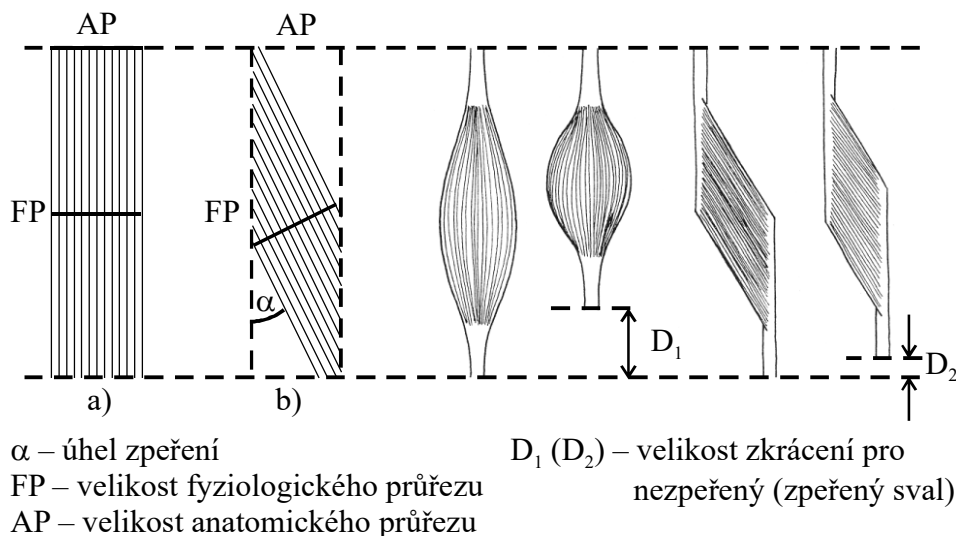 AP
AP
FP
FP
α
D₁
D₂
a)
b)
α – úhel zpeření
FP – velikost fyziologického průřezu
AP – velikost anatomického průřezu
D₁ (D₂) – velikost zkrácení pro
nezpeřený (zpeřený sval)